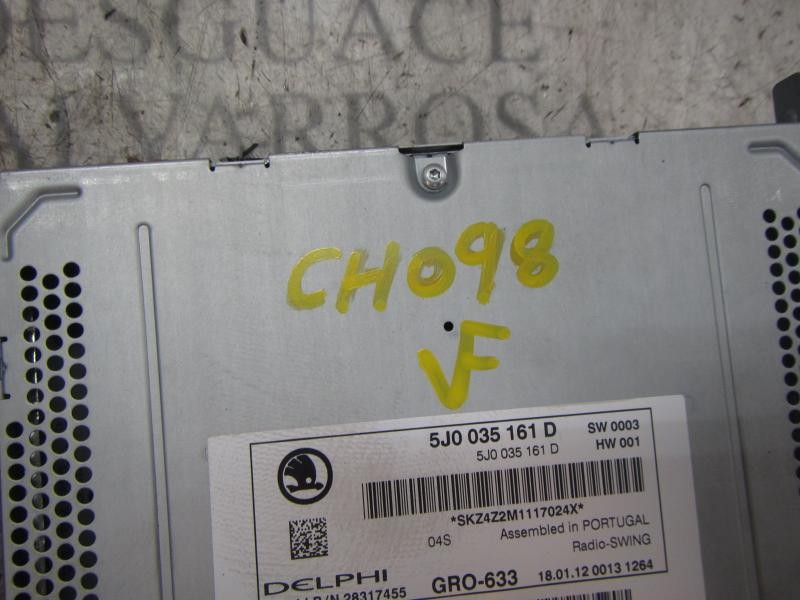 DESGUACE
ALVARROSA
CH098
VF
5J0 035 161 D SW 0003
5J0 035 161 D HW 001
*SKZ4Z2M1117024X*
04S Assembled in PORTUGAL
Radio-SWING
DELPHI GRO-633 18.01.12 0013 1264
P/N 28317455